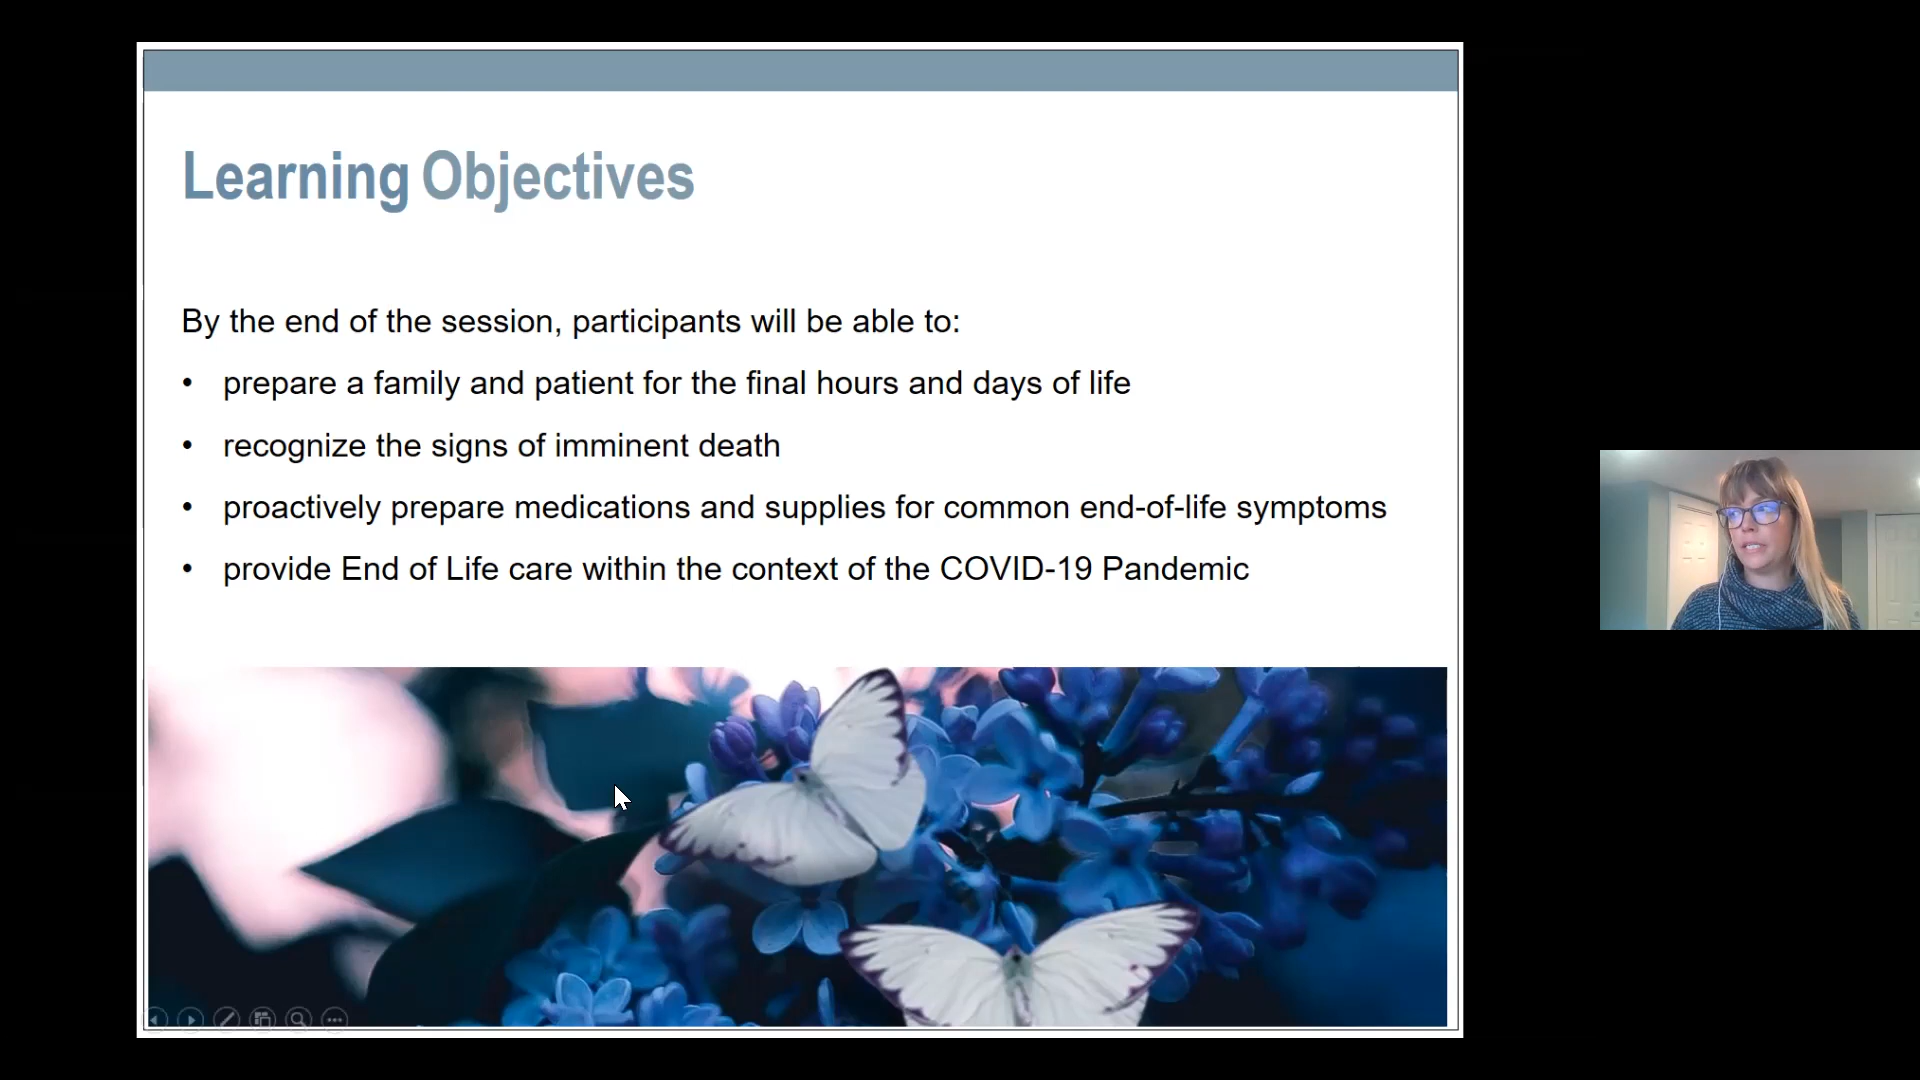 Learning Objectives
By the end of the session, participants will be able to:
• prepare a family and patient for the final hours and days of life
• recognize the signs of imminent death
• proactively prepare medications and supplies for common end-of-life symptoms
• provide End of Life care within the context of the COVID-19 Pandemic